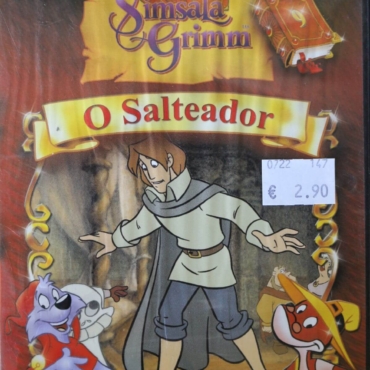 Simsala
Grimm
O Salteador
0722 147
€ 2.90